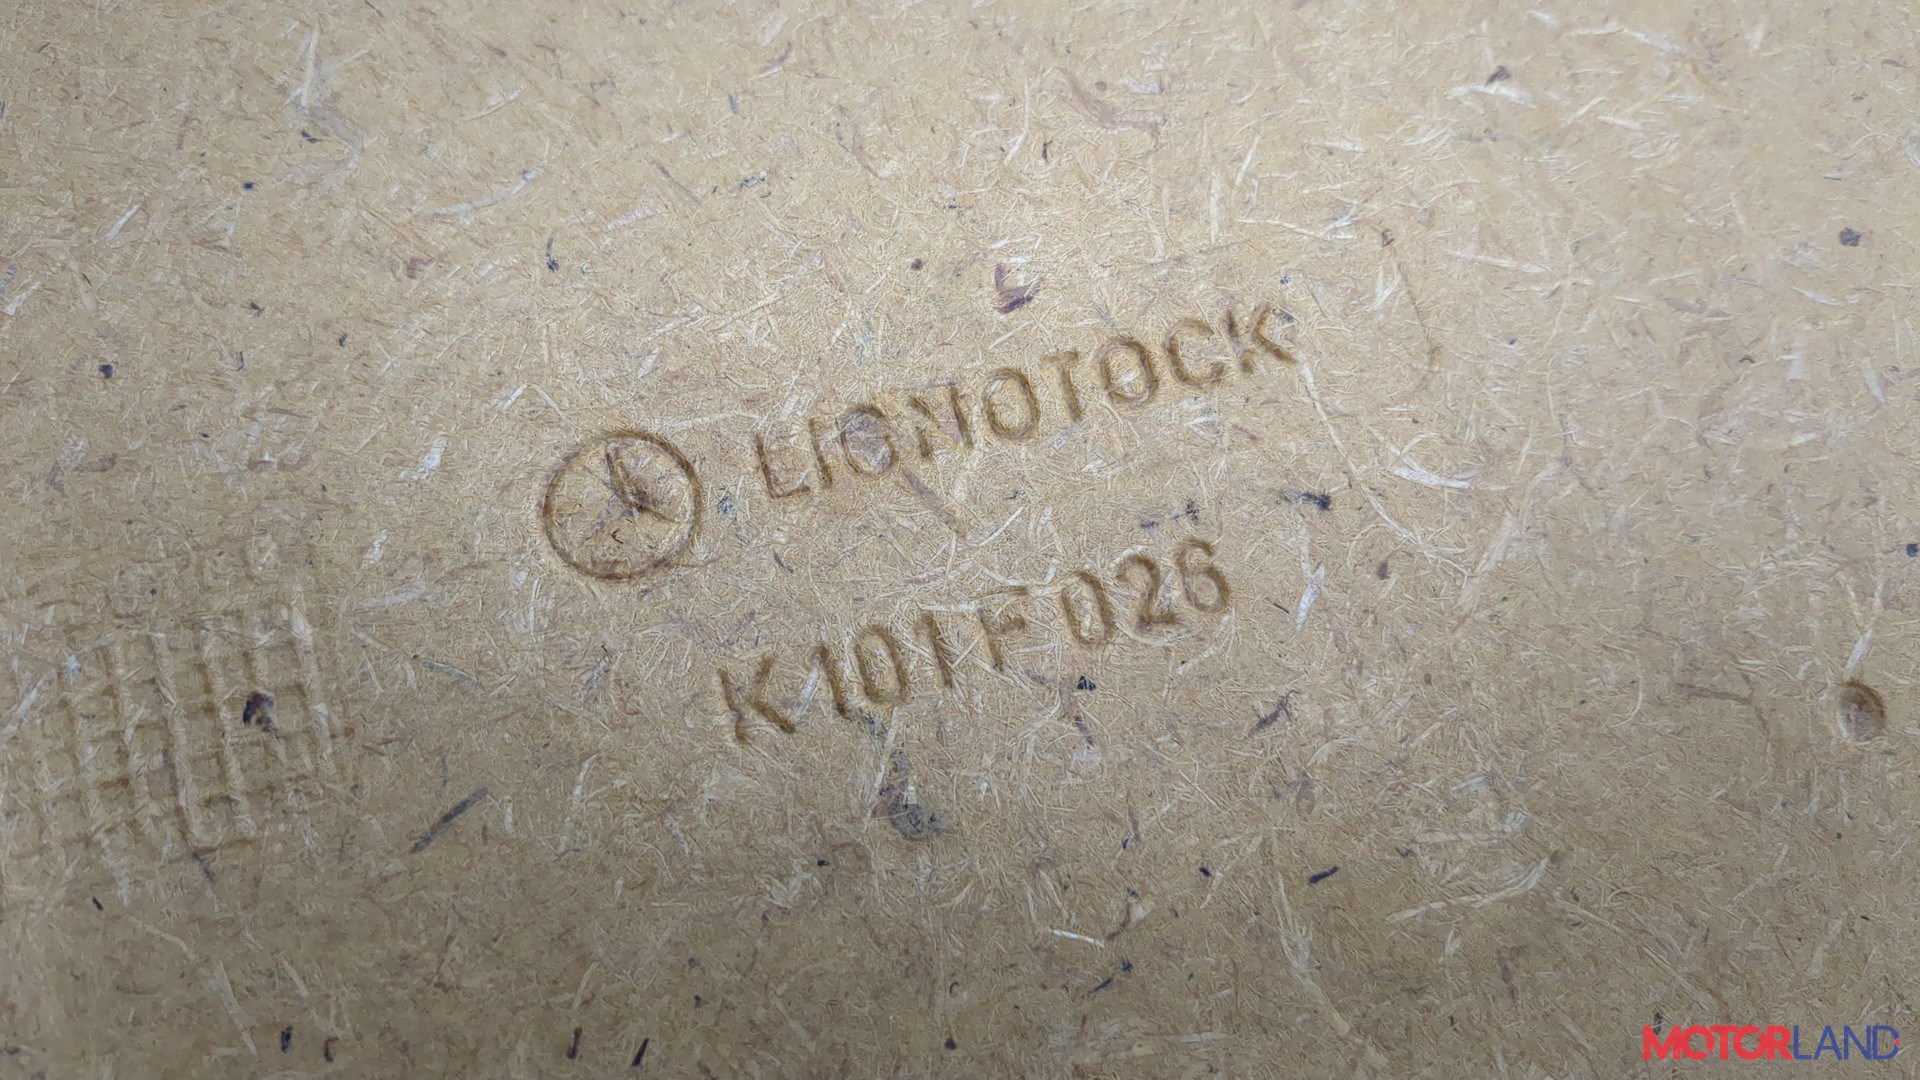 LIGNOTOCK
K 101 F 026
MOTORLAND